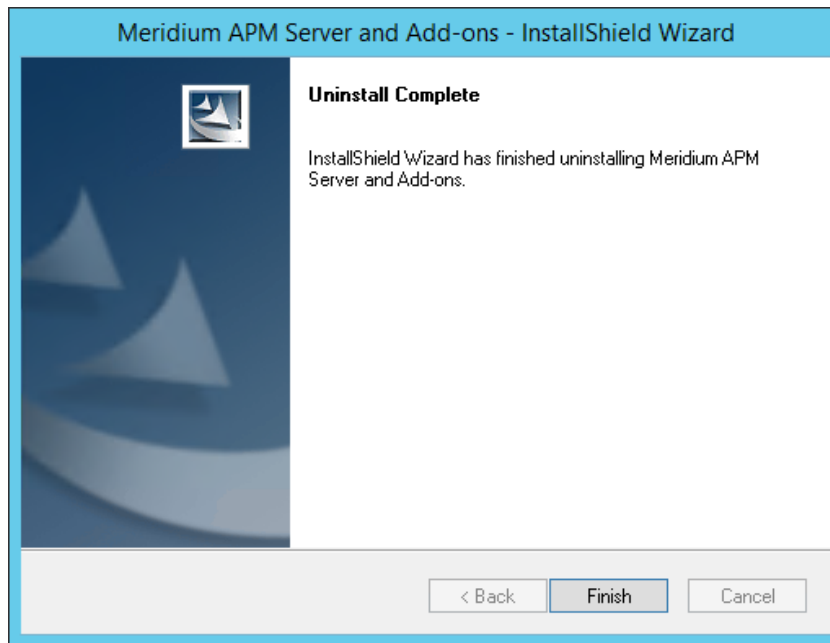 Meridium APM Server and Add-ons - InstallShield Wizard
Uninstall Complete
InstallShield Wizard has finished uninstalling Meridium APM
Server and Add-ons.
< Back
Finish
Cancel